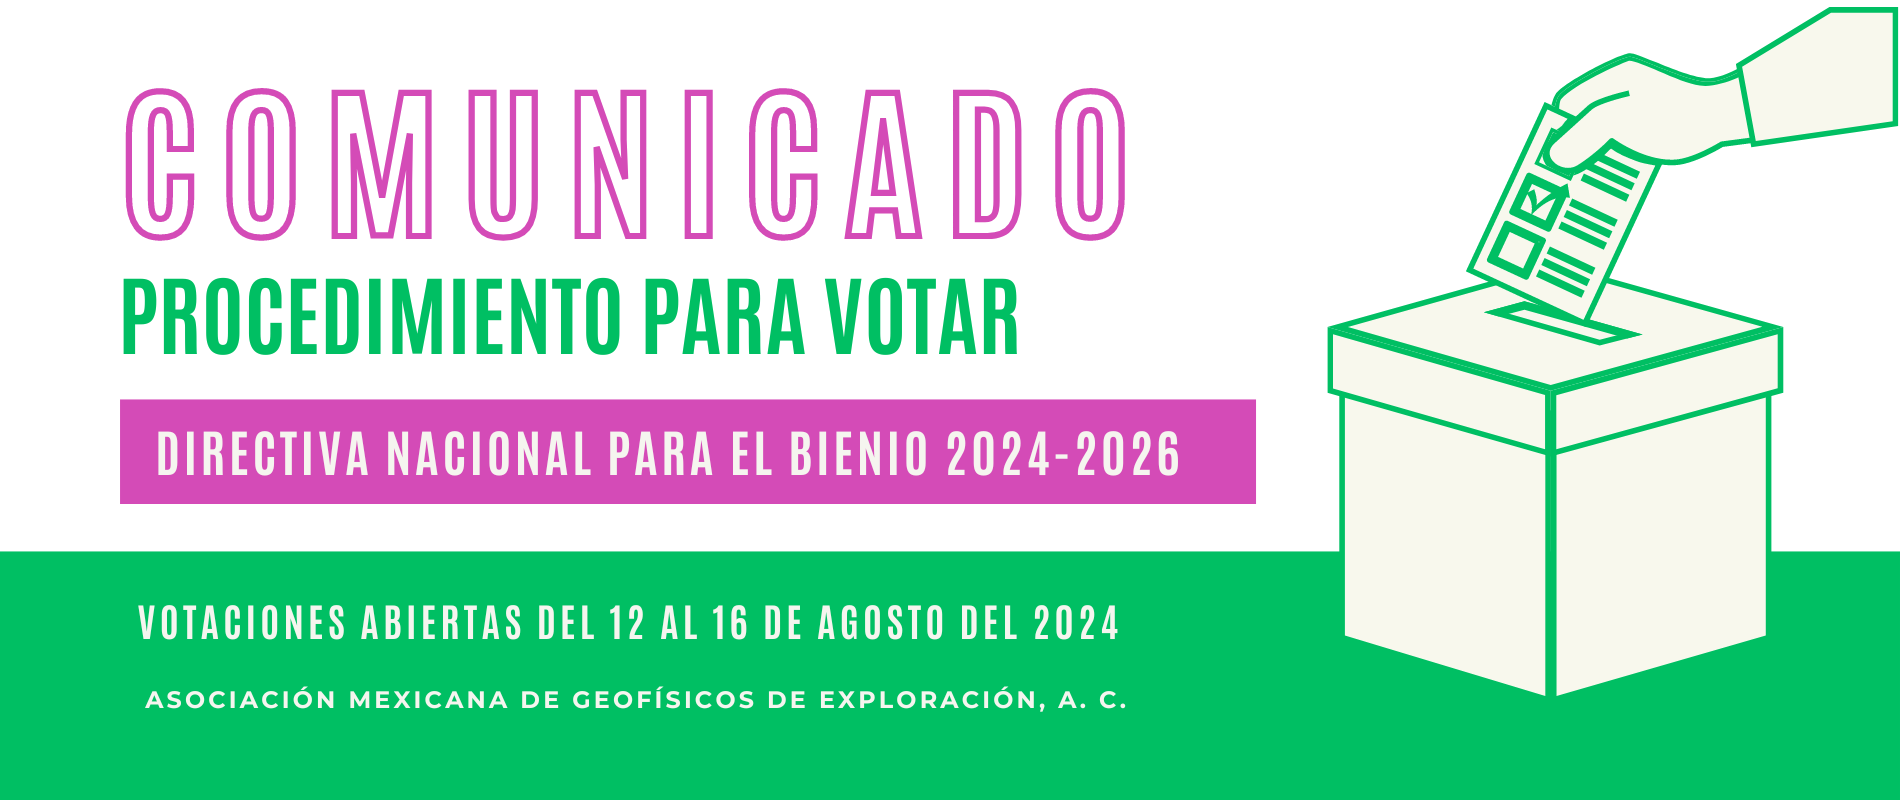 COMUNICADO
PROCEDIMIENTO PARA VOTAR
DIRECTIVA NACIONAL PARA EL BIENIO 2024-2026
VOTACIONES ABIERTAS DEL 12 AL 16 DE AGOSTO DEL 2024
ASOCIACIÓN MEXICANA DE GEOFÍSICOS DE EXPLORACIÓN, A. C.